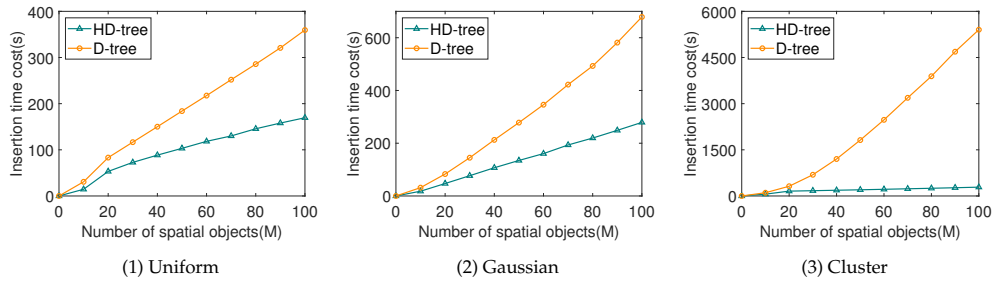 400
300
200
100
0
Insertion time cost(s)
HD-tree
D-tree
0 20 40 60 80 100
Number of spatial objects(M)
(1) Uniform
600
400
200
0
Insertion time cost(s)
HD-tree
D-tree
0 20 40 60 80 100
Number of spatial objects(M)
(2) Gaussian
6000
4500
3000
1500
0
Insertion time cost(s)
HD-tree
D-tree
0 20 40 60 80 100
Number of spatial objects(M)
(3) Cluster